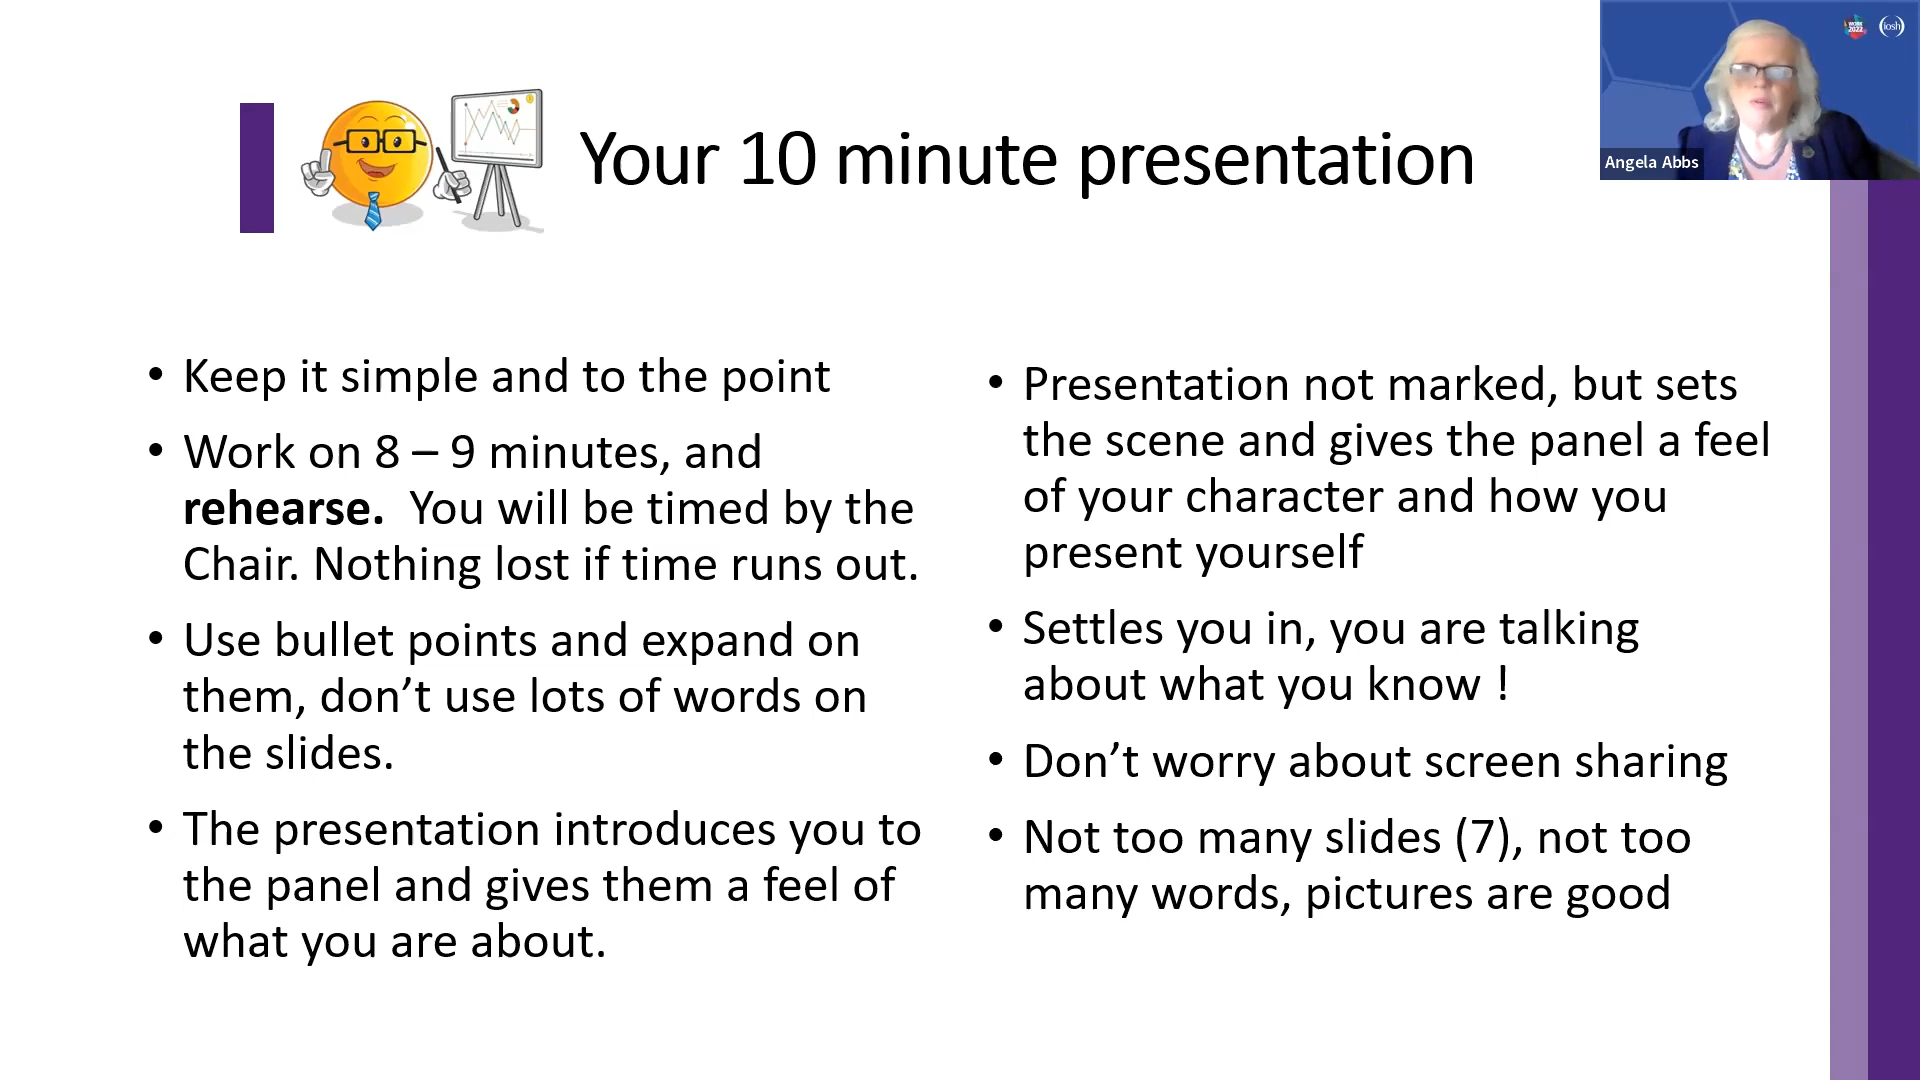 Your 10 minute presentation
WORK
2022
iosh
Angela Abbs
• Keep it simple and to the point
• Work on 8 – 9 minutes, and
rehearse. You will be timed by the
Chair. Nothing lost if time runs out.
• Use bullet points and expand on
them, don’t use lots of words on
the slides.
• The presentation introduces you to
the panel and gives them a feel of
what you are about.
• Presentation not marked, but sets
the scene and gives the panel a feel
of your character and how you
present yourself
• Settles you in, you are talking
about what you know !
• Don’t worry about screen sharing
• Not too many slides (7), not too
many words, pictures are good